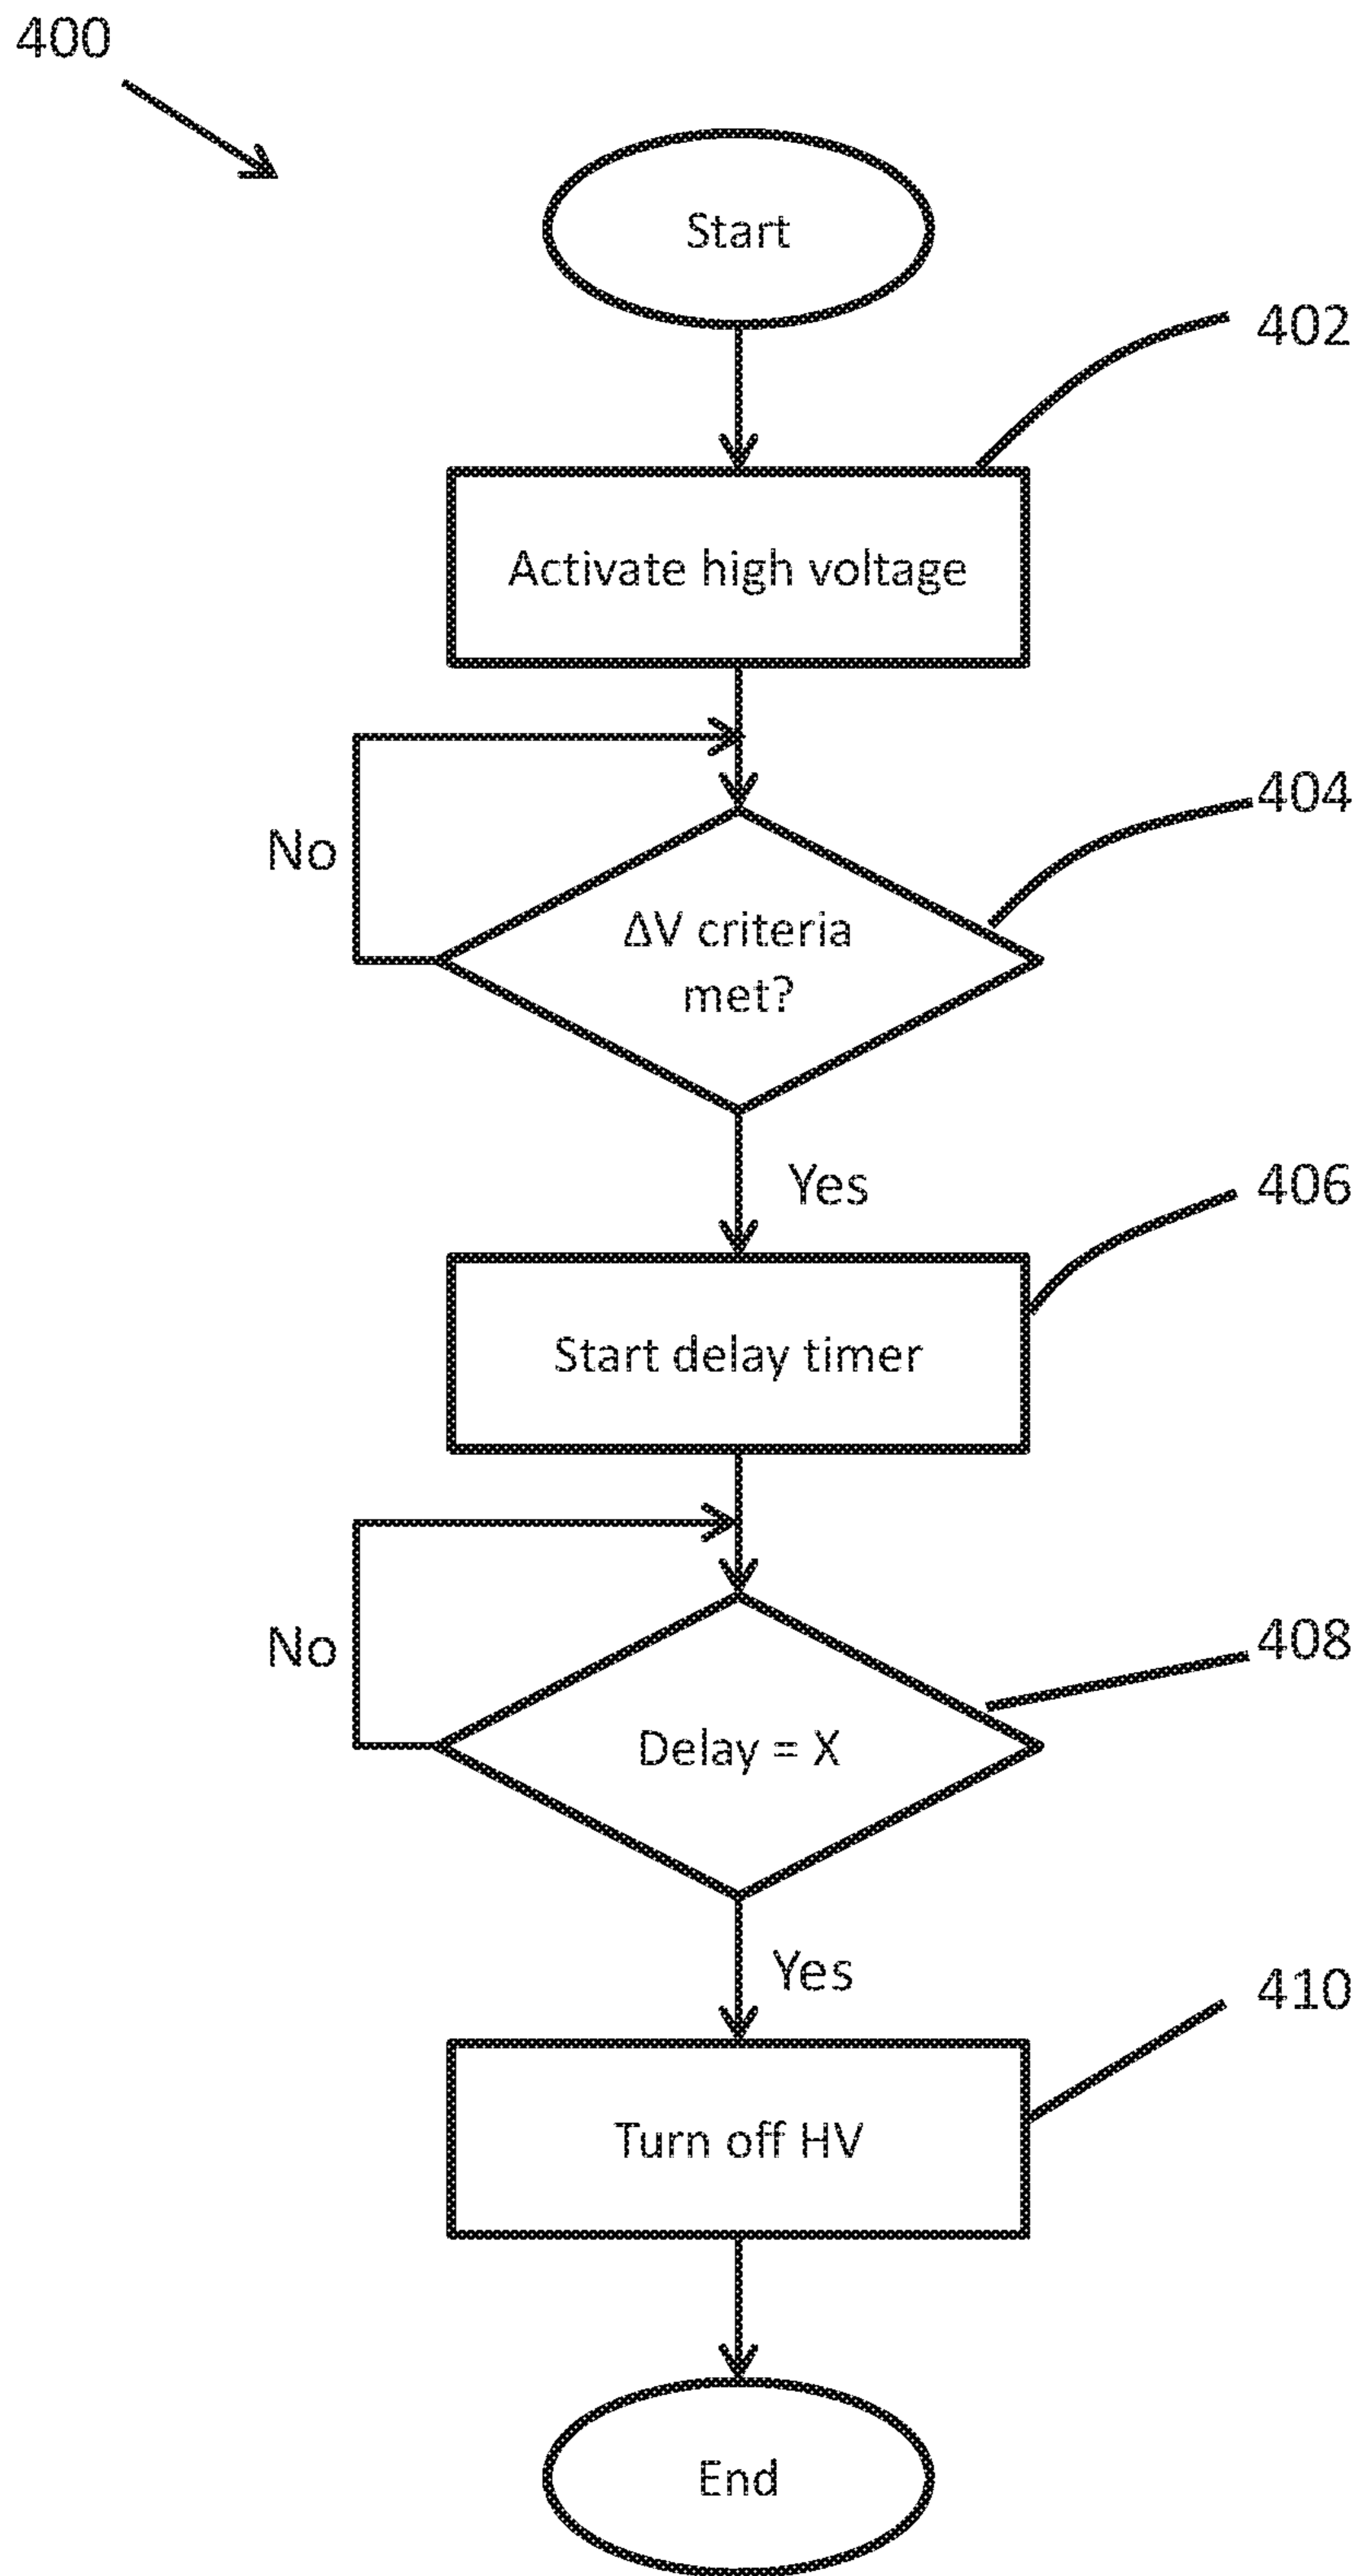 400
Start
402
Activate high voltage
404
No
ΔV criteria
met?
Yes
406
Start delay timer
408
No
Delay = X
Yes
410
Turn off HV
End